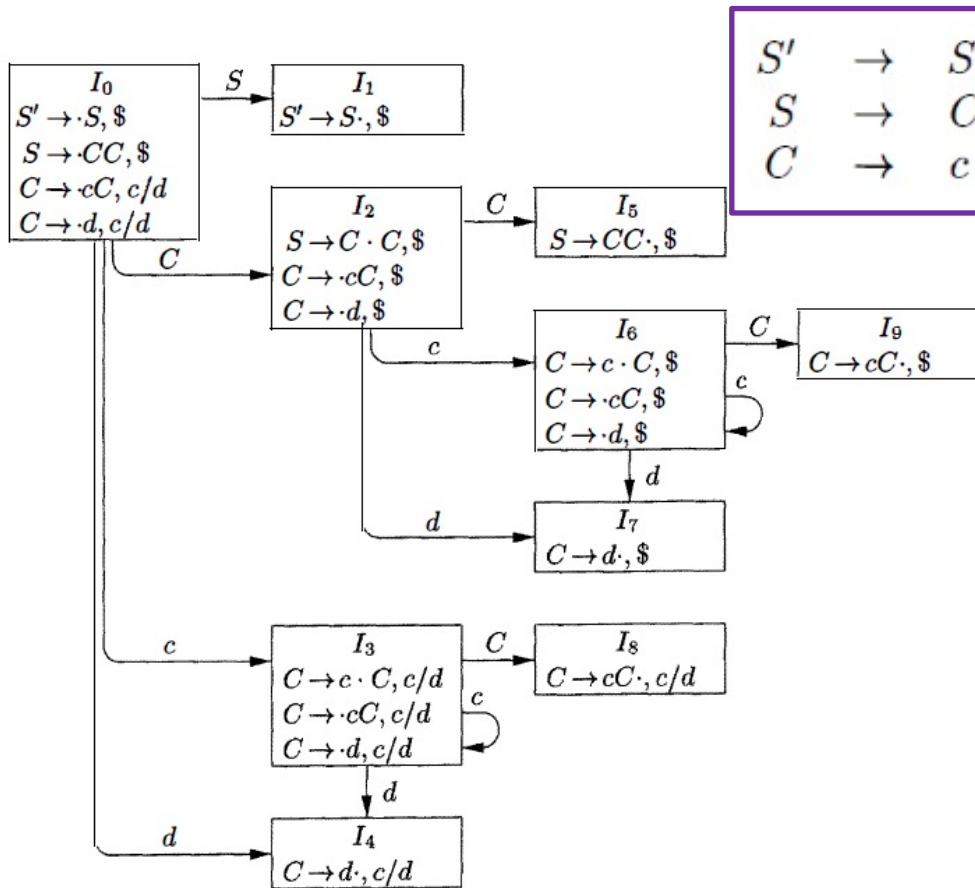 I₀
S' → ·S, $
S → ·CC, $
C → ·cC, c/d
C → ·d, c/d
S
I₁
S' → S·, $
S' → S
S → C
C → c
C
I₂
S → C · C, $
C → ·cC, $
C → ·d, $
C
I₅
S → CC·, $
c
I₆
C → c · C, $
C → ·cC, $
C → ·d, $
C
I₉
C → cC·, $
c
d
d
I₇
C → d·, $
c
I₃
C → c · C, c/d
C → ·cC, c/d
C → ·d, c/d
C
I₈
C → cC·, c/d
c
d
d
I₄
C → d·, c/d